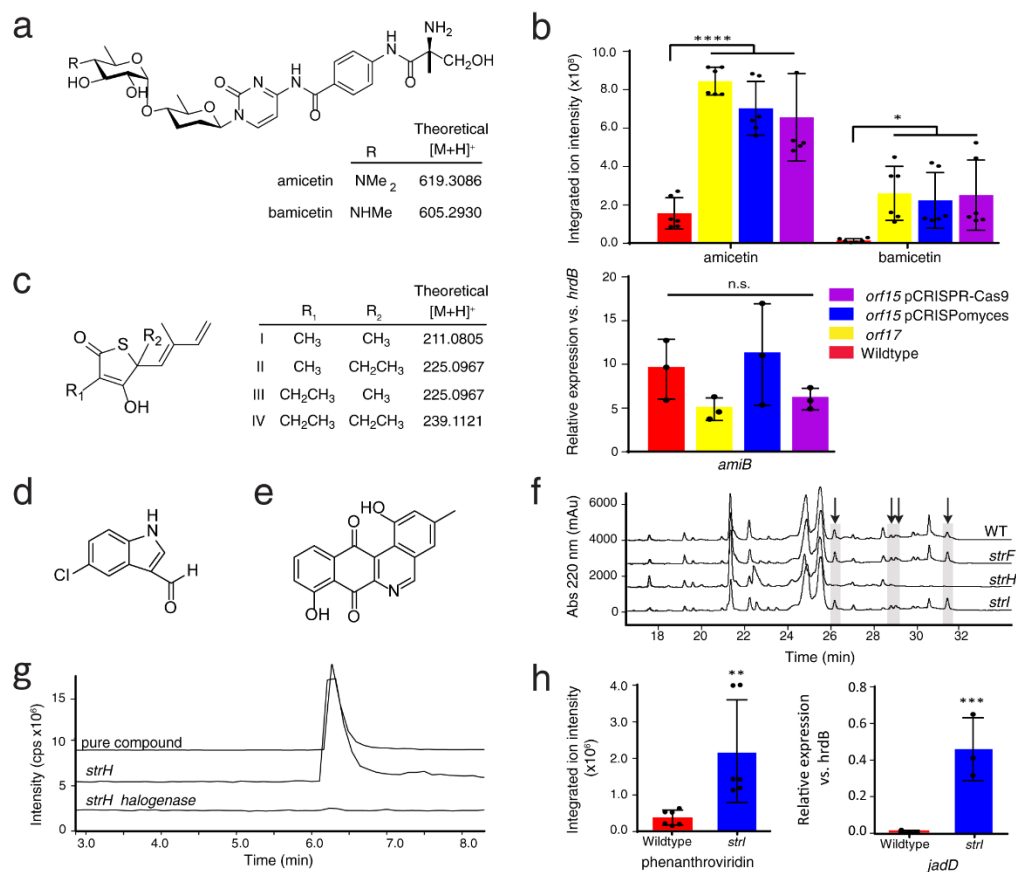 a
R
HO
O
O
OH
O
O
N
O
N
NH
O
H
N
O
NH₂
OH
Theoretical
R [M+H]⁺
amicetin NMe₂ 619.3086
bamicetin NHMe 605.2930
b
Integrated ion intensity (x10⁸)
10.0
8.0
6.0
4.0
2.0
0.0
****
*
amicetin bamicetin
Relative expression vs. hrdB
20
15
10
5
0
n.s.
amiB
orf15 pCRISPR-Cas9
orf15 pCRISPomyces
orf17
Wildtype
c
O
S
R₂
R₁
OH
Theoretical
R₁ R₂ [M+H]⁺
I CH₃ CH₃ 211.0805
II CH₃ CH₂CH₃ 225.0967
III CH₂CH₃ CH₃ 225.0967
IV CH₂CH₃ CH₂CH₃ 239.1121
d
H
N
Cl
H
O
e
HO
O
N
O
OH
f
Abs 220 nm (mAu)
6000
4000
2000
0
WT
strF
strH
strI
18 20 22 24 26 28 30 32
Time (min)
g
Intensity (cps x10⁶)
15
10
5
0
pure compound
strH
strH halogenase
3.0 4.0 5.0 6.0 7.0 8.0
Time (min)
h
Integrated ion intensity
(x10⁶)
4.0
3.0
2.0
1.0
0.0
**
Wildtype strI
phenanthroviridin
Relative expression
vs. hrdB
0.8
0.6
0.4
0.2
0.0
***
Wildtype strI
jadD